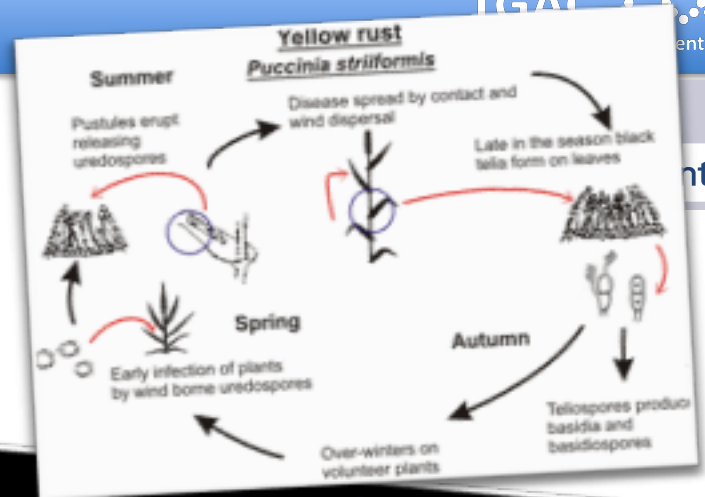 Yellow rust
Puccinia striiformis
Summer
Disease spread by contact and
wind dispersal
Pustules erupt
releasing
uredospores
Late in the season black
telia form on leaves
Spring
Autumn
Early infection of plants
by wind borne uredospores
Teliospores produc
basidia and
basidiospores
Over-winters on
volunteer plants